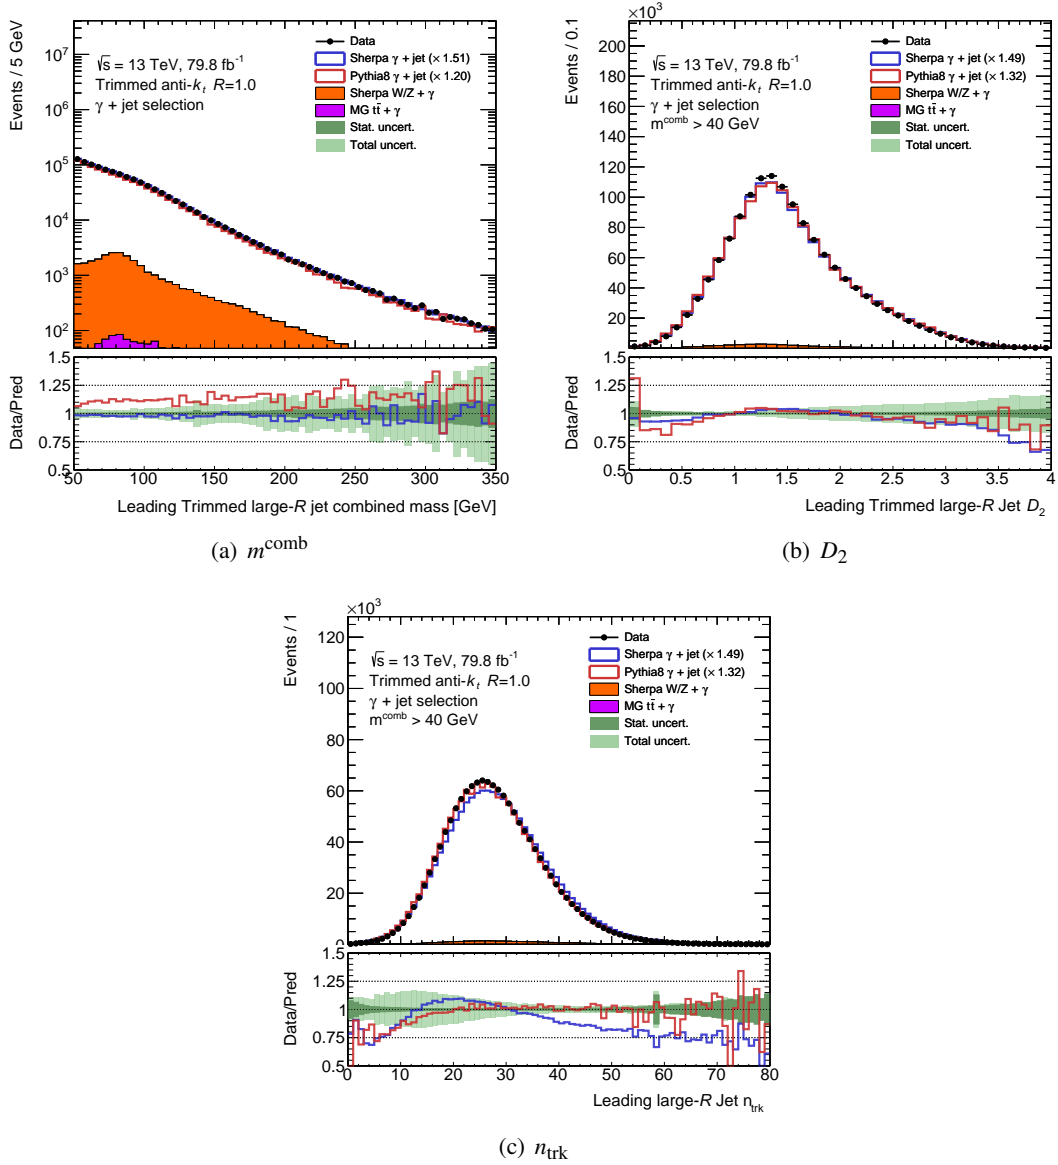 Events / 5 GeV
10^7
10^6
10^5
10^4
10^3
10^2
√s = 13 TeV, 79.8 fb^-1
Trimmed anti-k_t R=1.0
γ + jet selection
Data
Sherpa γ + jet (× 1.51)
Pythia8 γ + jet (× 1.20)
Sherpa W/Z + γ
MG tt̄ + γ
Stat. uncert.
Total uncert.
Data/Pred
1.5
1.25
1
0.75
0.5
50 100 150 200 250 300 350
Leading Trimmed large-R jet combined mass [GeV]
(a) m^comb
×10^3
Events / 0.1
200
180
160
140
120
100
80
60
40
20
√s = 13 TeV, 79.8 fb^-1
Trimmed anti-k_t R=1.0
γ + jet selection
m^comb > 40 GeV
Data
Sherpa γ + jet (× 1.49)
Pythia8 γ + jet (× 1.32)
Sherpa W/Z + γ
MG tt̄ + γ
Stat. uncert.
Total uncert.
Data/Pred
1.5
1.25
1
0.75
0.5
0 0.5 1 1.5 2 2.5 3 3.5 4
Leading Trimmed large-R Jet D_2
(b) D_2
×10^3
Events / 1
120
100
80
60
40
20
0
√s = 13 TeV, 79.8 fb^-1
Trimmed anti-k_t R=1.0
γ + jet selection
m^comb > 40 GeV
Data
Sherpa γ + jet (× 1.49)
Pythia8 γ + jet (× 1.32)
Sherpa W/Z + γ
MG tt̄ + γ
Stat. uncert.
Total uncert.
Data/Pred
1.5
1.25
1
0.75
0.5
0 10 20 30 40 50 60 70 80
Leading large-R Jet n_trk
(c) n_trk